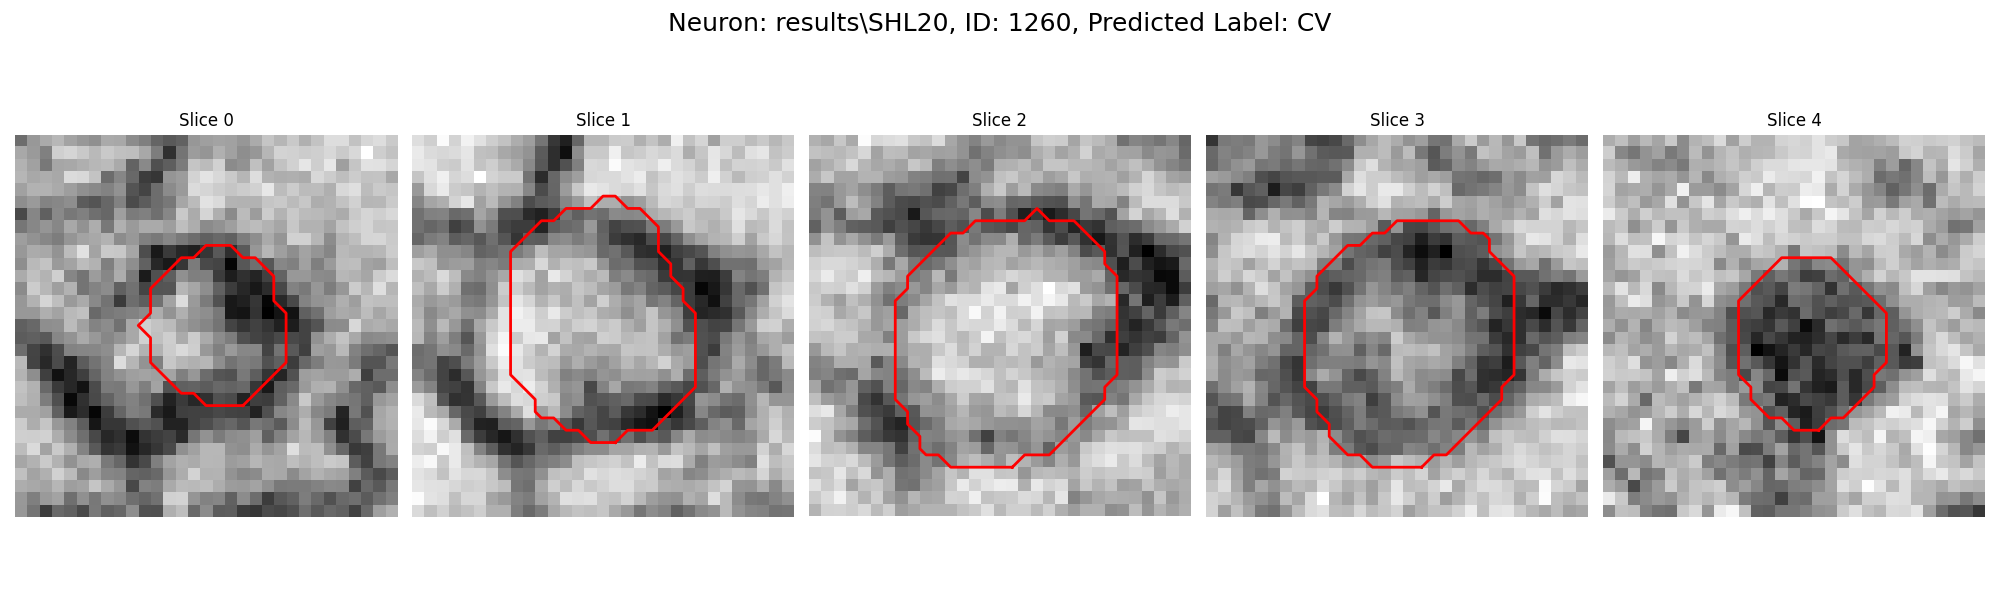 Neuron: results\SHL20, ID: 1260, Predicted Label: CV
Slice 0
Slice 1
Slice 2
Slice 3
Slice 4